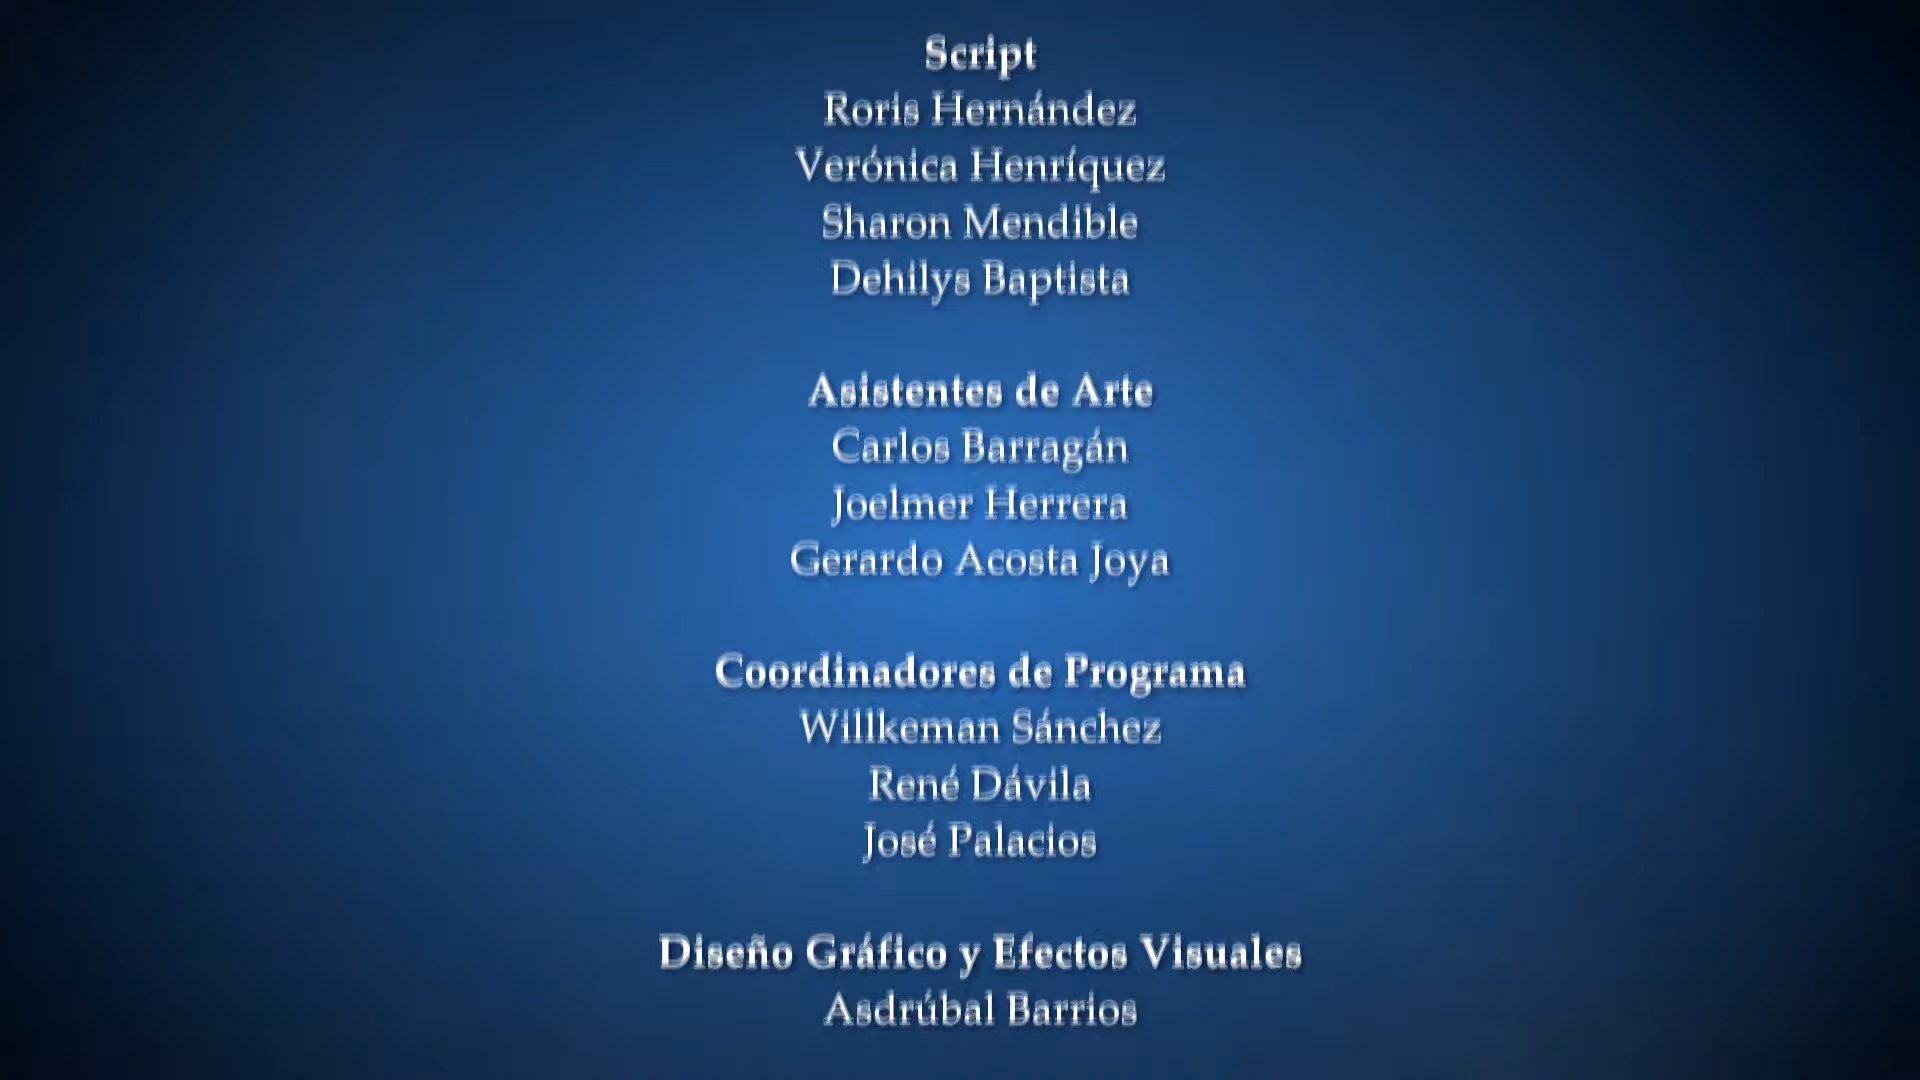 Script
Roris Hernández
Verónica Henríquez
Sharon Mendible
Dehilys Baptista
Asistentes de Arte
Carlos Barragán
Joelmer Herrera
Gerardo Acosta Joya
Coordinadores de Programa
Willkeman Sánchez
René Dávila
José Palacios
Diseño Gráfico y Efectos Visuales
Asdrúbal Barrios